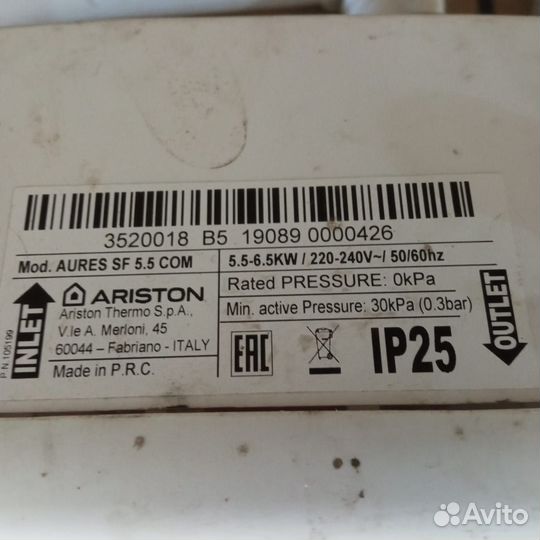 3520018 B5 19089 0000426
Mod. AURES SF 5.5 COM
5.5-6.5KW / 220-240V~/ 50/60hz
INLET
ARISTON
Ariston Thermo S.p.A.,
V.le A. Merloni, 45
60044 – Fabriano - ITALY
Made in P.R.C.
P.N.105199
Rated PRESSURE: 0kPa
Min. active Pressure: 30kPa (0.3bar)
EAC
IP25
OUTLET
Avito